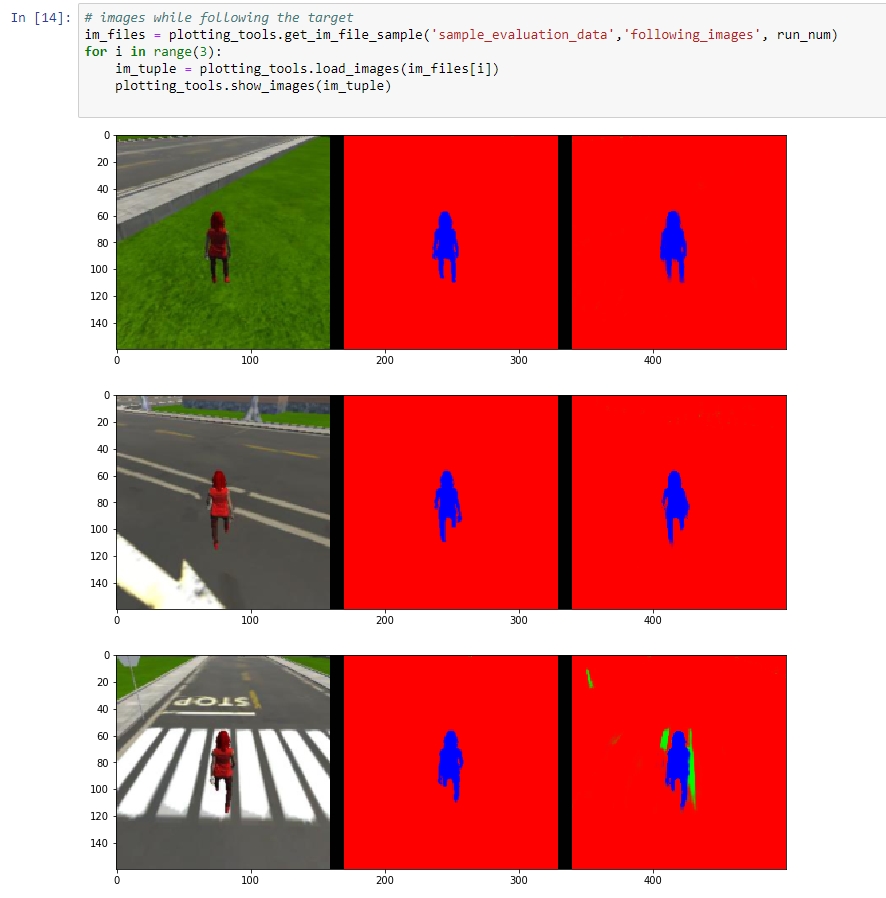 In [14]:
# images while following the target
im_files = plotting_tools.get_im_file_sample('sample_evaluation_data','following_images', run_num)
for i in range(3):
    im_tuple = plotting_tools.load_images(im_files[i])
    plotting_tools.show_images(im_tuple)
0
20
40
60
80
100
120
140
0 100 200 300 400
0
20
40
60
80
100
120
140
0 100 200 300 400
0
20
40
STOP
60
80
100
120
140
0 100 200 300 400